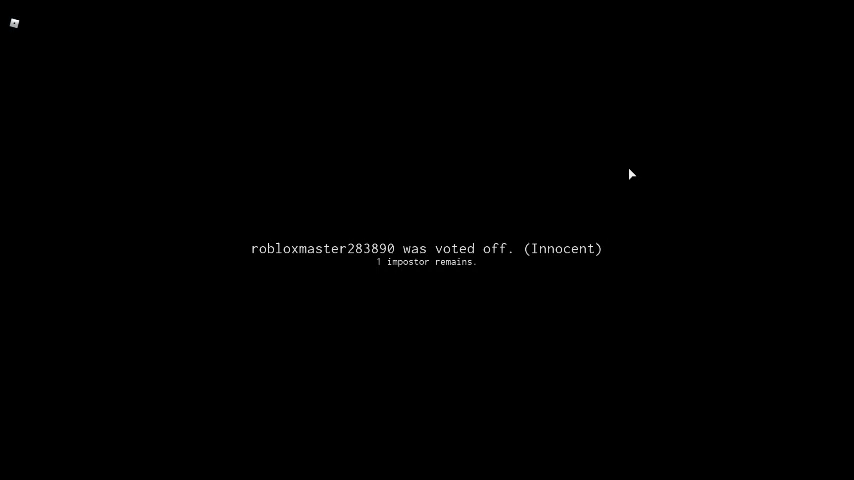 robloxmaster283890 was voted off. (Innocent)
1 impostor remains.